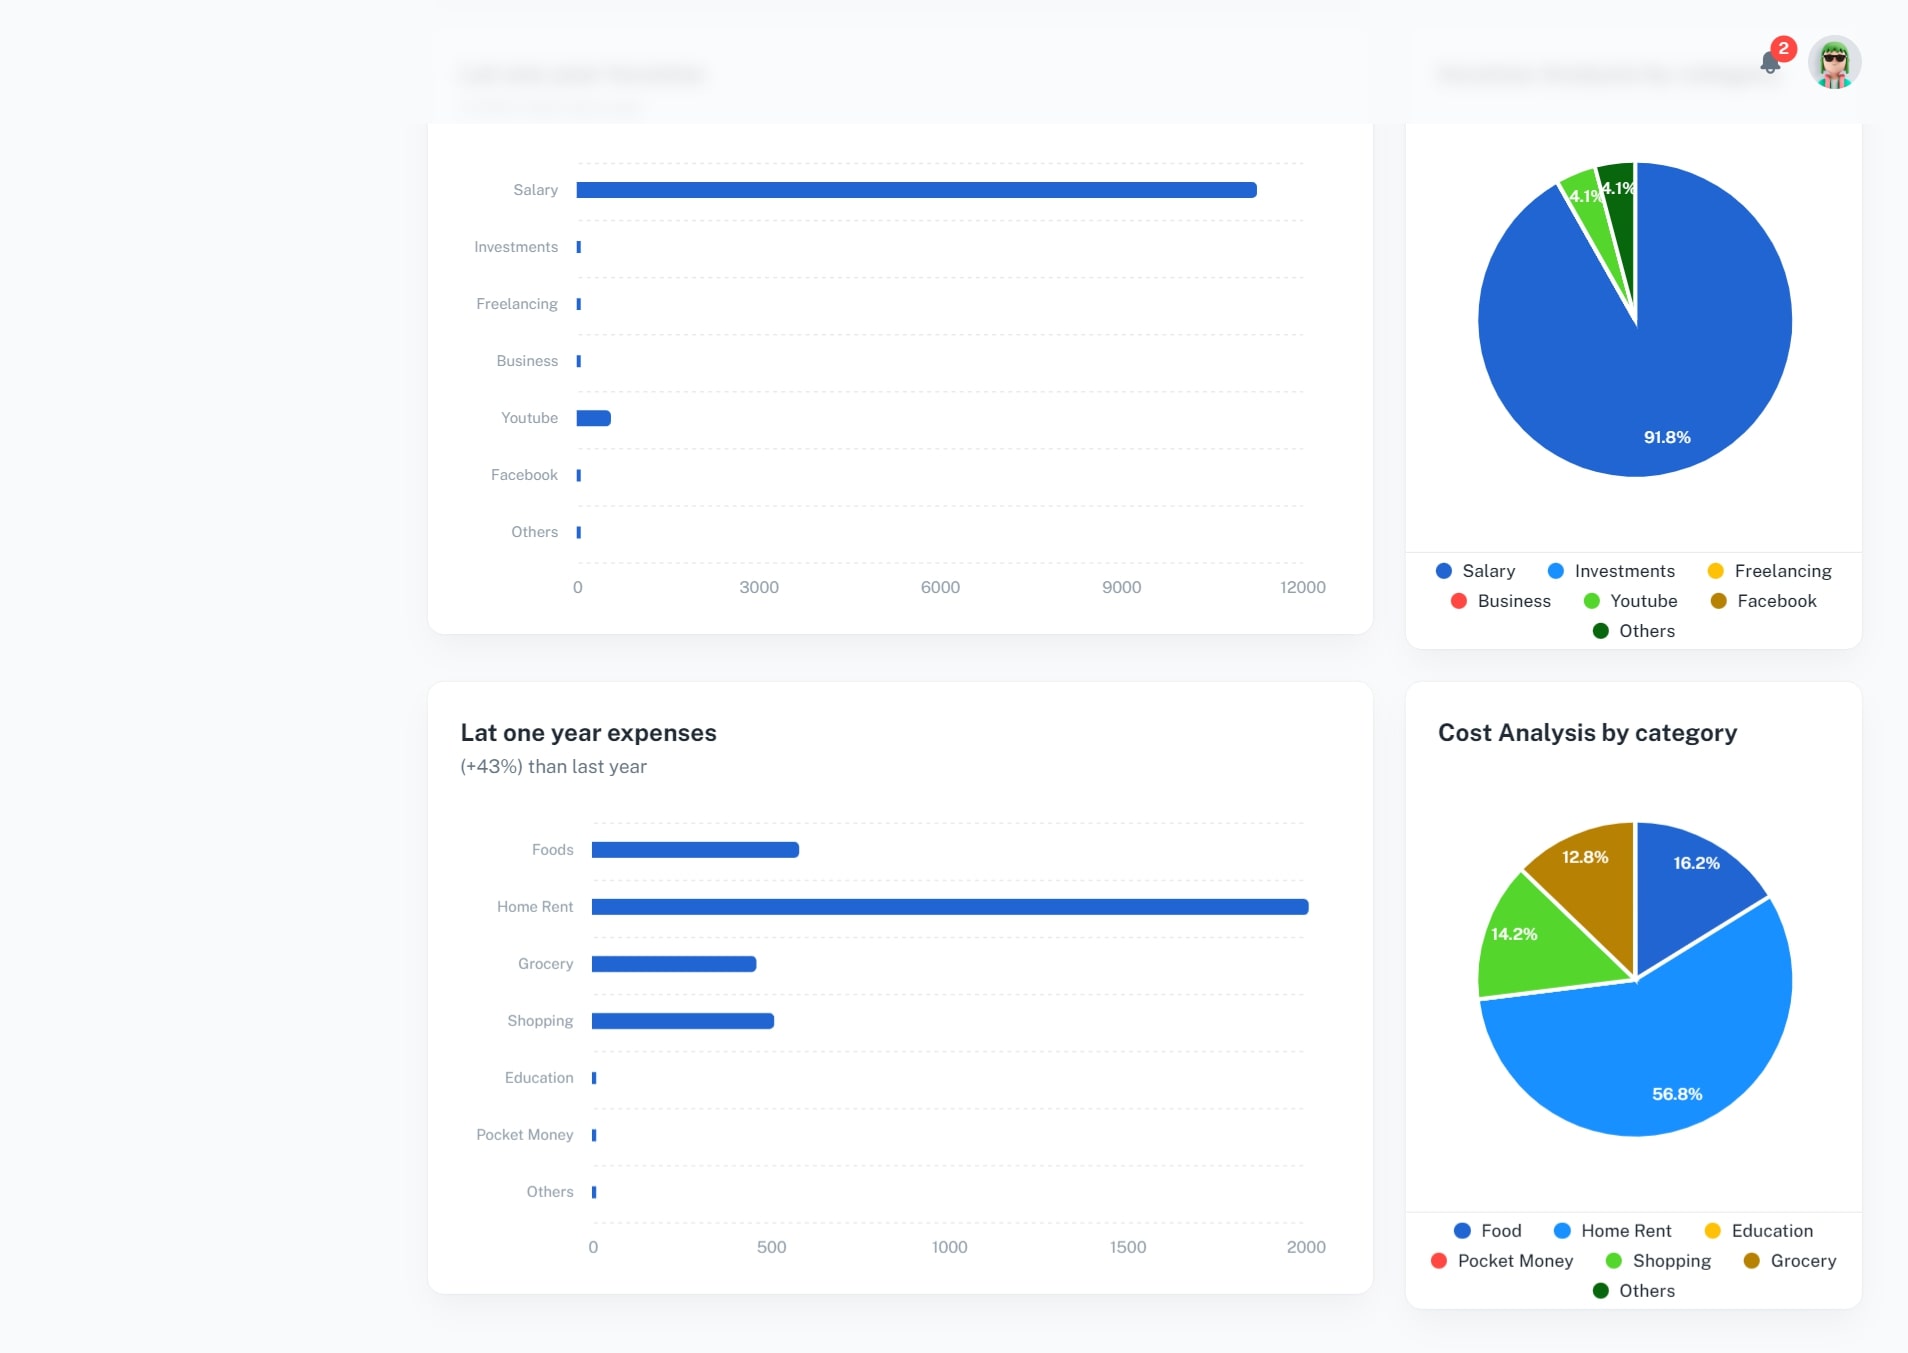 2
Salary
Investments
Freelancing
Business
Youtube
Facebook
Others
0 3000 6000 9000 12000
4.1% 4.1%
91.8%
Salary Investments Freelancing
Business Youtube Facebook
Others
Lat one year expenses
(+43%) than last year
Foods
Home Rent
Grocery
Shopping
Education
Pocket Money
Others
0 500 1000 1500 2000
Cost Analysis by category
12.8% 16.2%
14.2%
56.8%
Food Home Rent Education
Pocket Money Shopping Grocery
Others